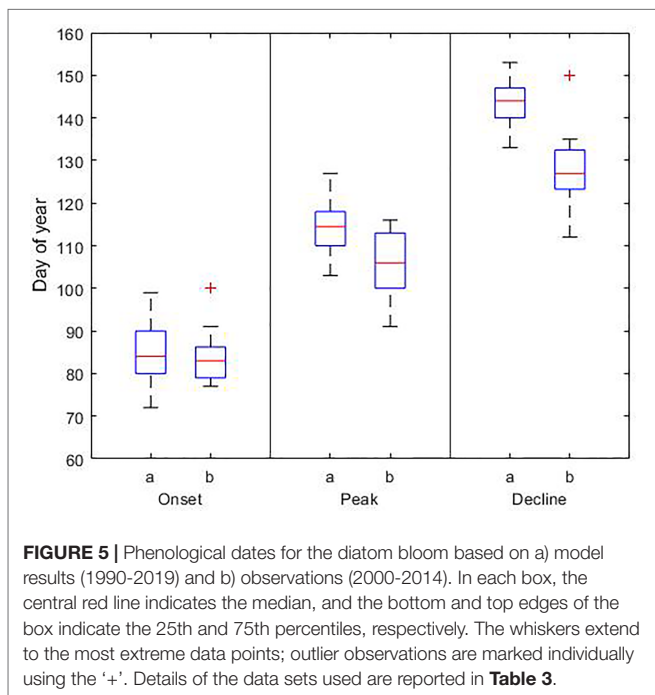 160
150
140
130
120
110
100
90
80
70
60
Day of year
a b a b a b
Onset Peak Decline
FIGURE 5 | Phenological dates for the diatom bloom based on a) model
results (1990-2019) and b) observations (2000-2014). In each box, the
central red line indicates the median, and the bottom and top edges of the
box indicate the 25th and 75th percentiles, respectively. The whiskers extend
to the most extreme data points; outlier observations are marked individually
using the ‘+’. Details of the data sets used are reported in Table 3.